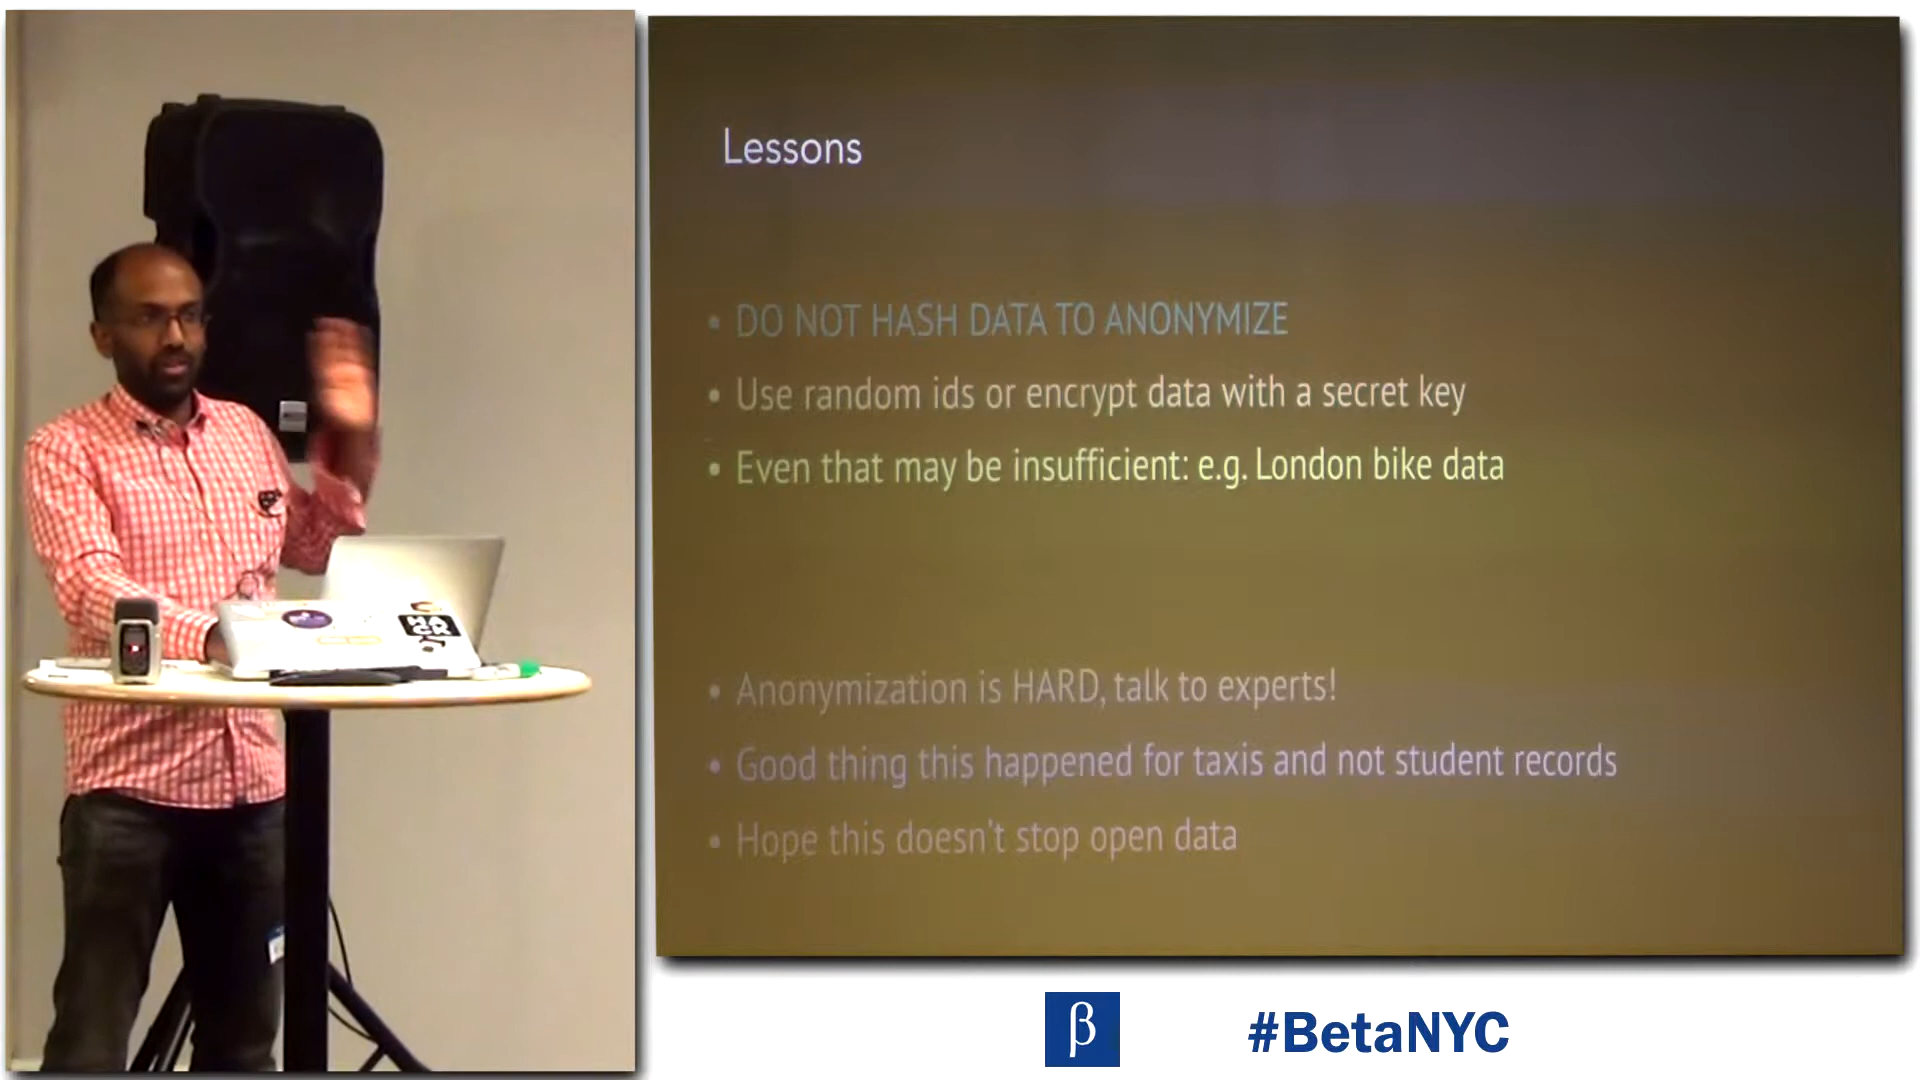 Lessons
• DO NOT HASH DATA TO ANONYMIZE
• Use random ids or encrypt data with a secret key
• Even that may be insufficient: e.g. London bike data
• Anonymization is HARD, talk to experts!
• Good thing this happened for taxis and not student records
• Hope this doesn't stop open data
HA
CK
β
#BetaNYC